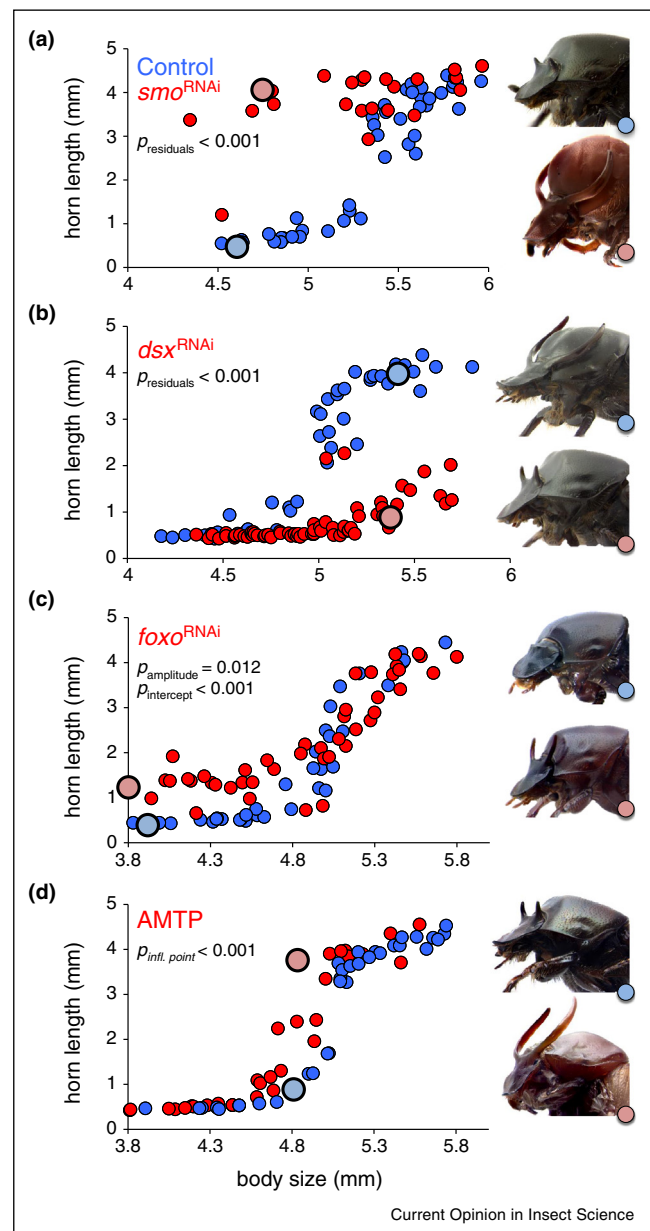 (a)
5
Control
smoRNAi
4
presiduals < 0.001
3
2
1
0
4 4.5 5 5.5 6
horn length (mm)
(b)
5
dsxRNAi
4
presiduals < 0.001
3
2
1
0
4 4.5 5 5.5 6
horn length (mm)
(c)
5
foxoRNAi
4
pamplitude = 0.012
pintercept < 0.001
3
2
1
0
3.8 4.3 4.8 5.3 5.8
horn length (mm)
(d)
5
AMTP
4
pinfl. point < 0.001
3
2
1
0
3.8 4.3 4.8 5.3 5.8
horn length (mm)
body size (mm)
Current Opinion in Insect Science